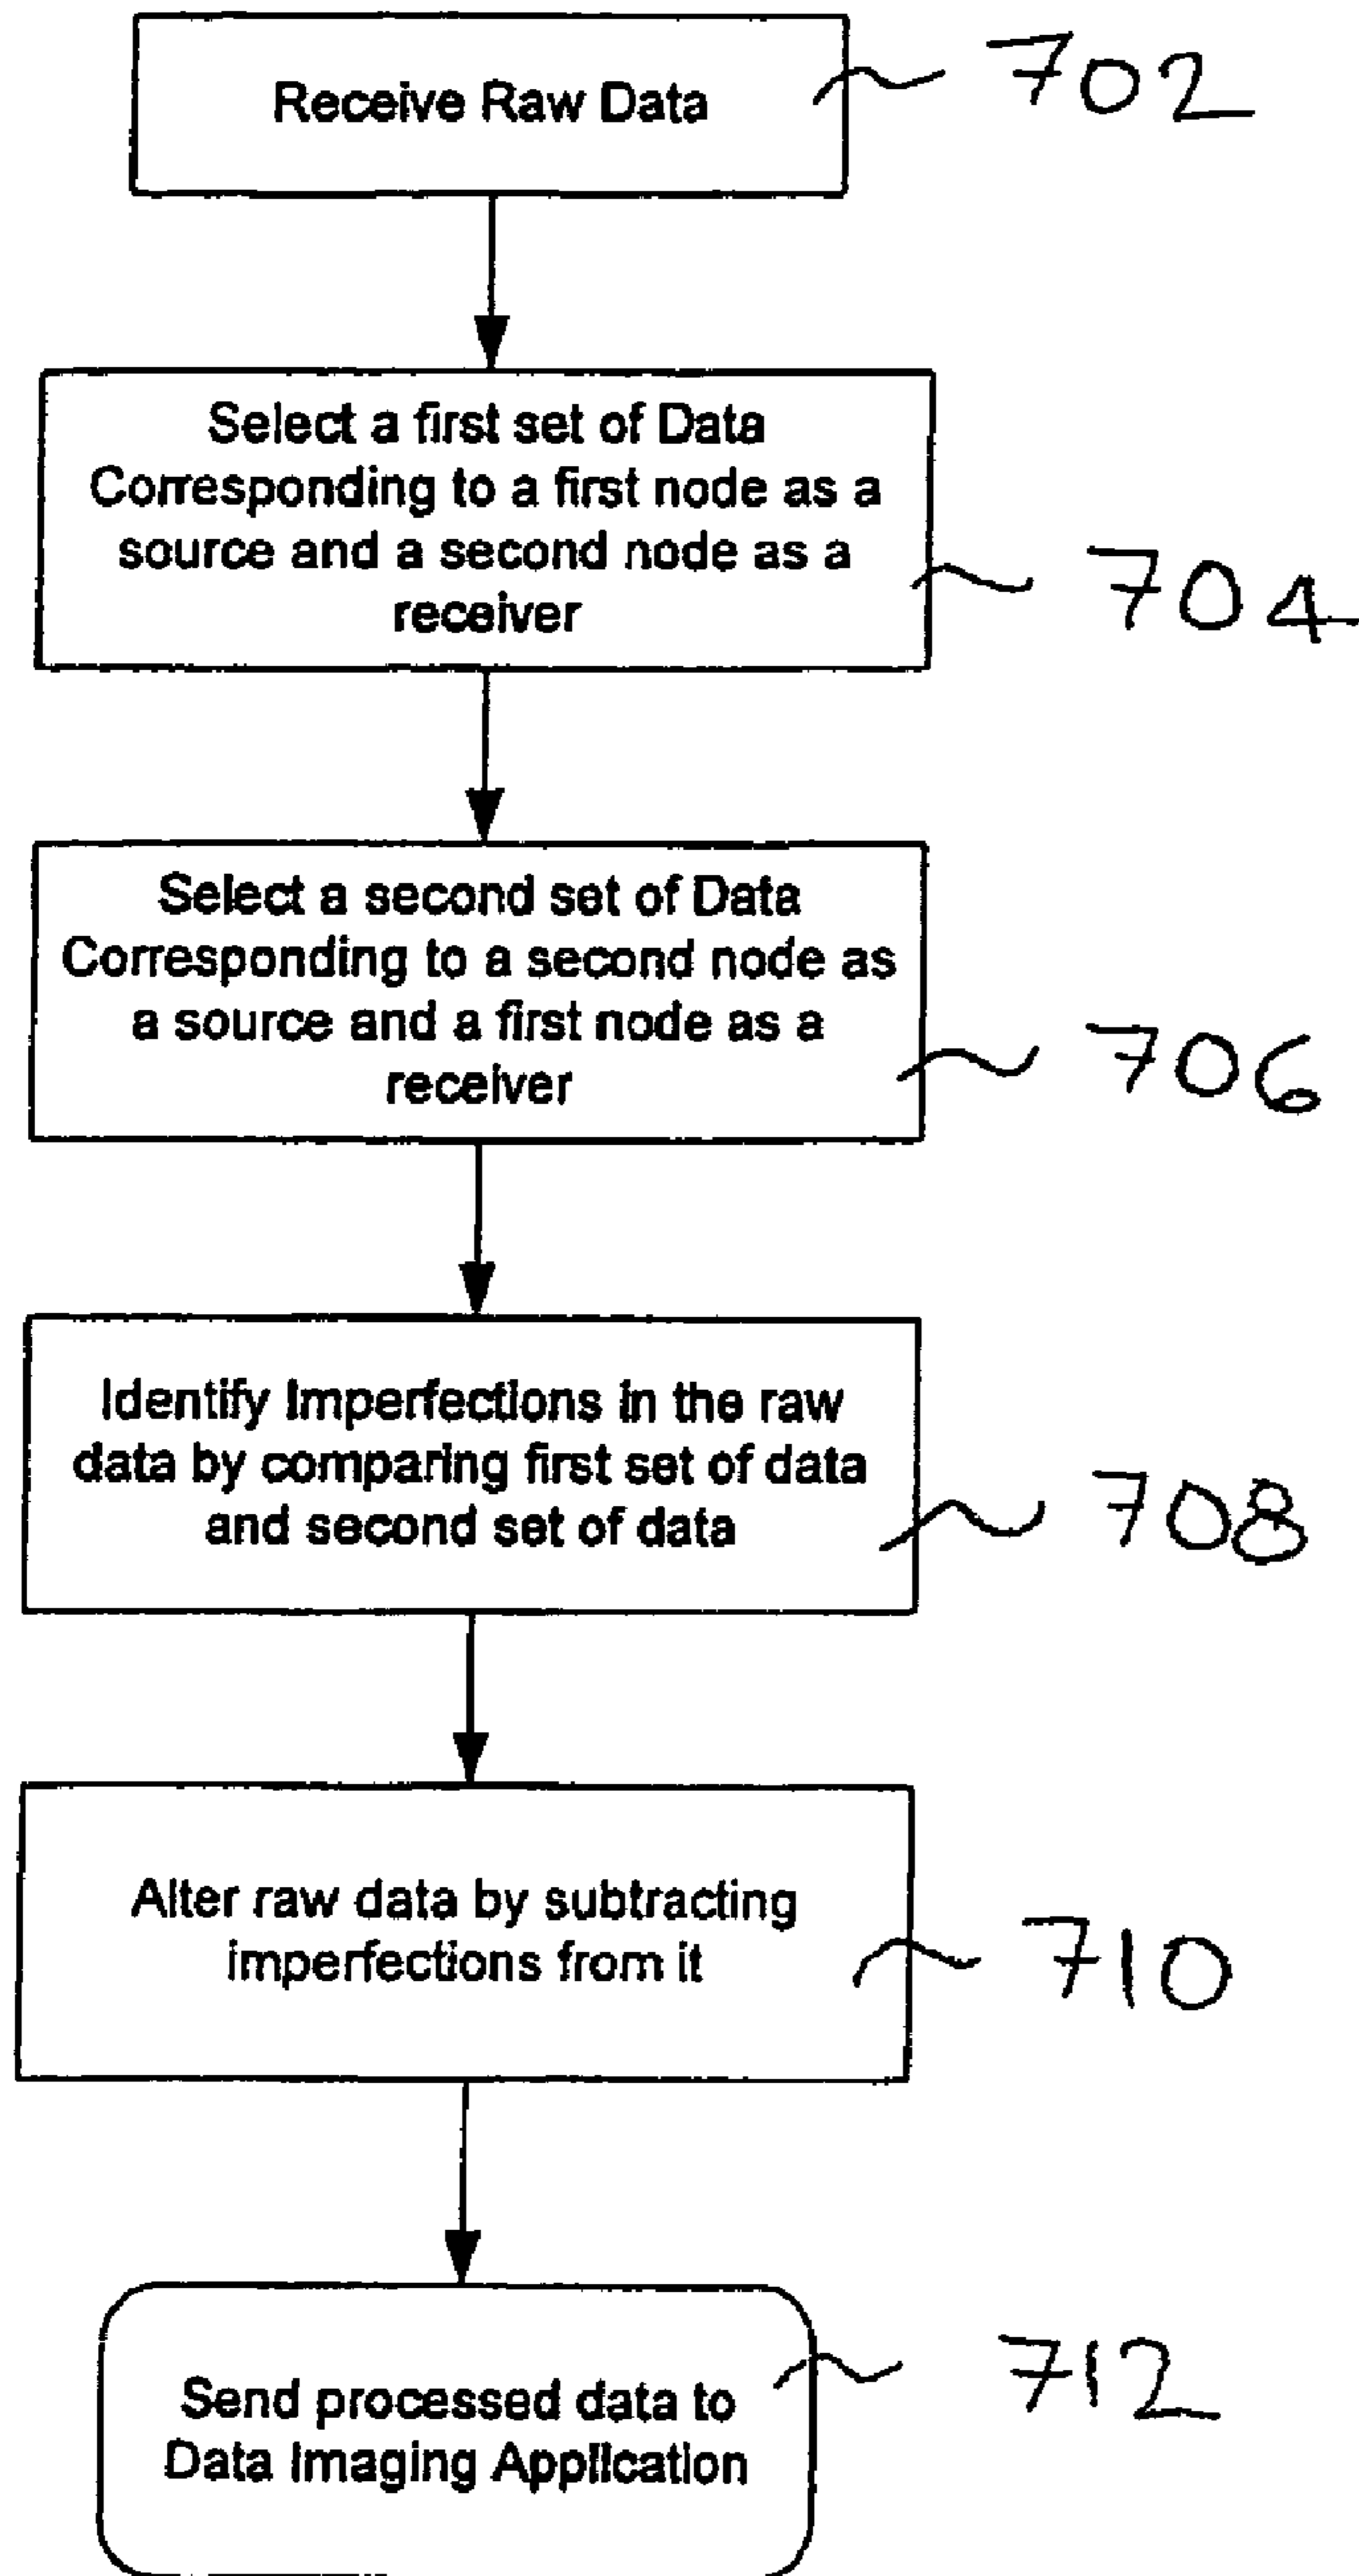 Receive Raw Data
702
Select a first set of Data
Corresponding to a first node as a
source and a second node as a
receiver
704
Select a second set of Data
Corresponding to a second node as
a source and a first node as a
receiver
706
Identify Imperfections in the raw
data by comparing first set of data
and second set of data
708
Alter raw data by subtracting
imperfections from it
710
Send processed data to
Data Imaging Application
712